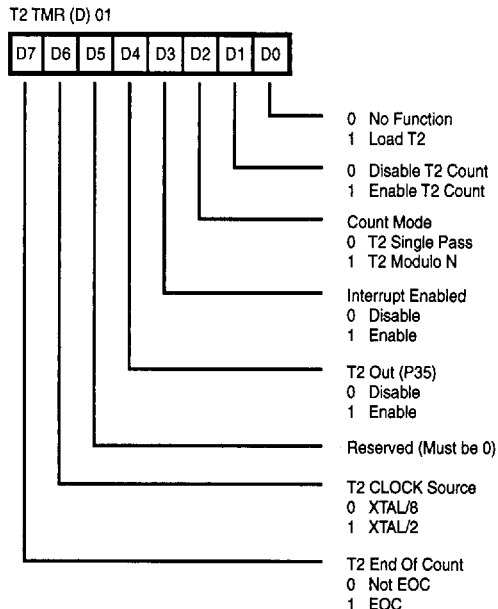 T2 TMR (D) 01
D7 D6 D5 D4 D3 D2 D1 D0
0 No Function
1 Load T2
0 Disable T2 Count
1 Enable T2 Count
Count Mode
0 T2 Single Pass
1 T2 Modulo N
Interrupt Enabled
0 Disable
1 Enable
T2 Out (P35)
0 Disable
1 Enable
Reserved (Must be 0)
T2 CLOCK Source
0 XTAL/8
1 XTAL/2
T2 End Of Count
0 Not EOC
1 EOC